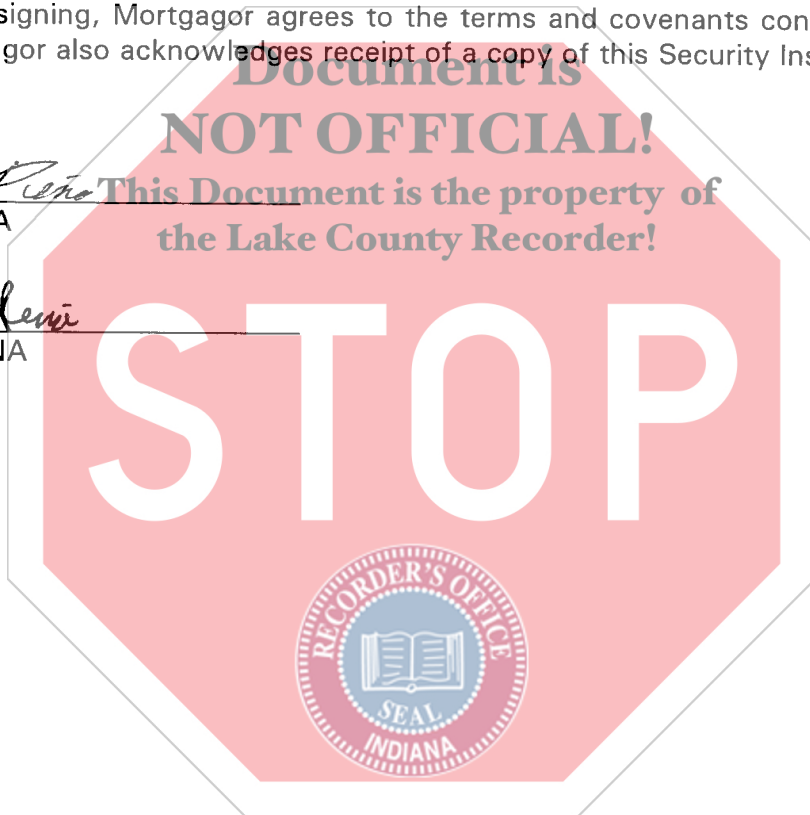 signing, Mortgagor agrees to the terms and covenants con
gor also acknowledges receipt of a copy of this Security Ins
Document is
NOT OFFICIAL!
Peña
This Document is the property of
A
the Lake County Recorder!
NA
STOP
RECORDER'S OFFICE
SEAL
INDIANA